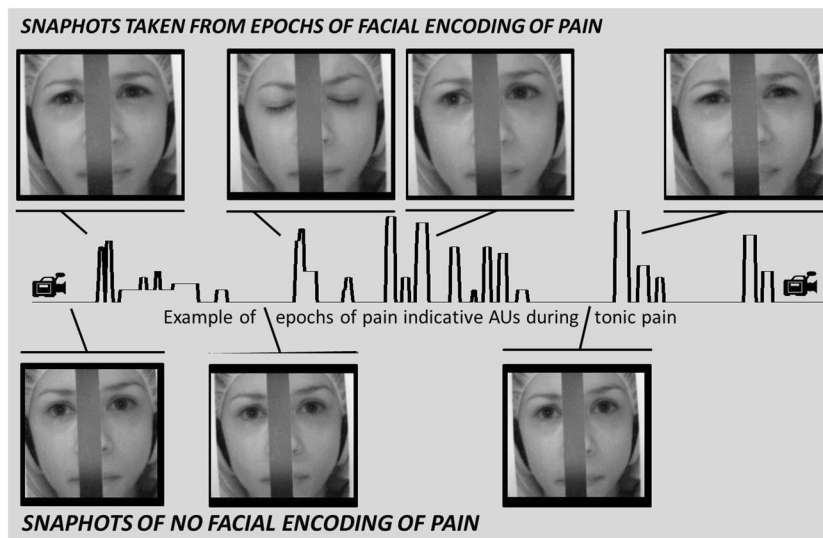 SNAPHOTS TAKEN FROM EPOCHS OF FACIAL ENCODING OF PAIN
Example of epochs of pain indicative AUs during tonic pain
SNAPHOTS OF NO FACIAL ENCODING OF PAIN